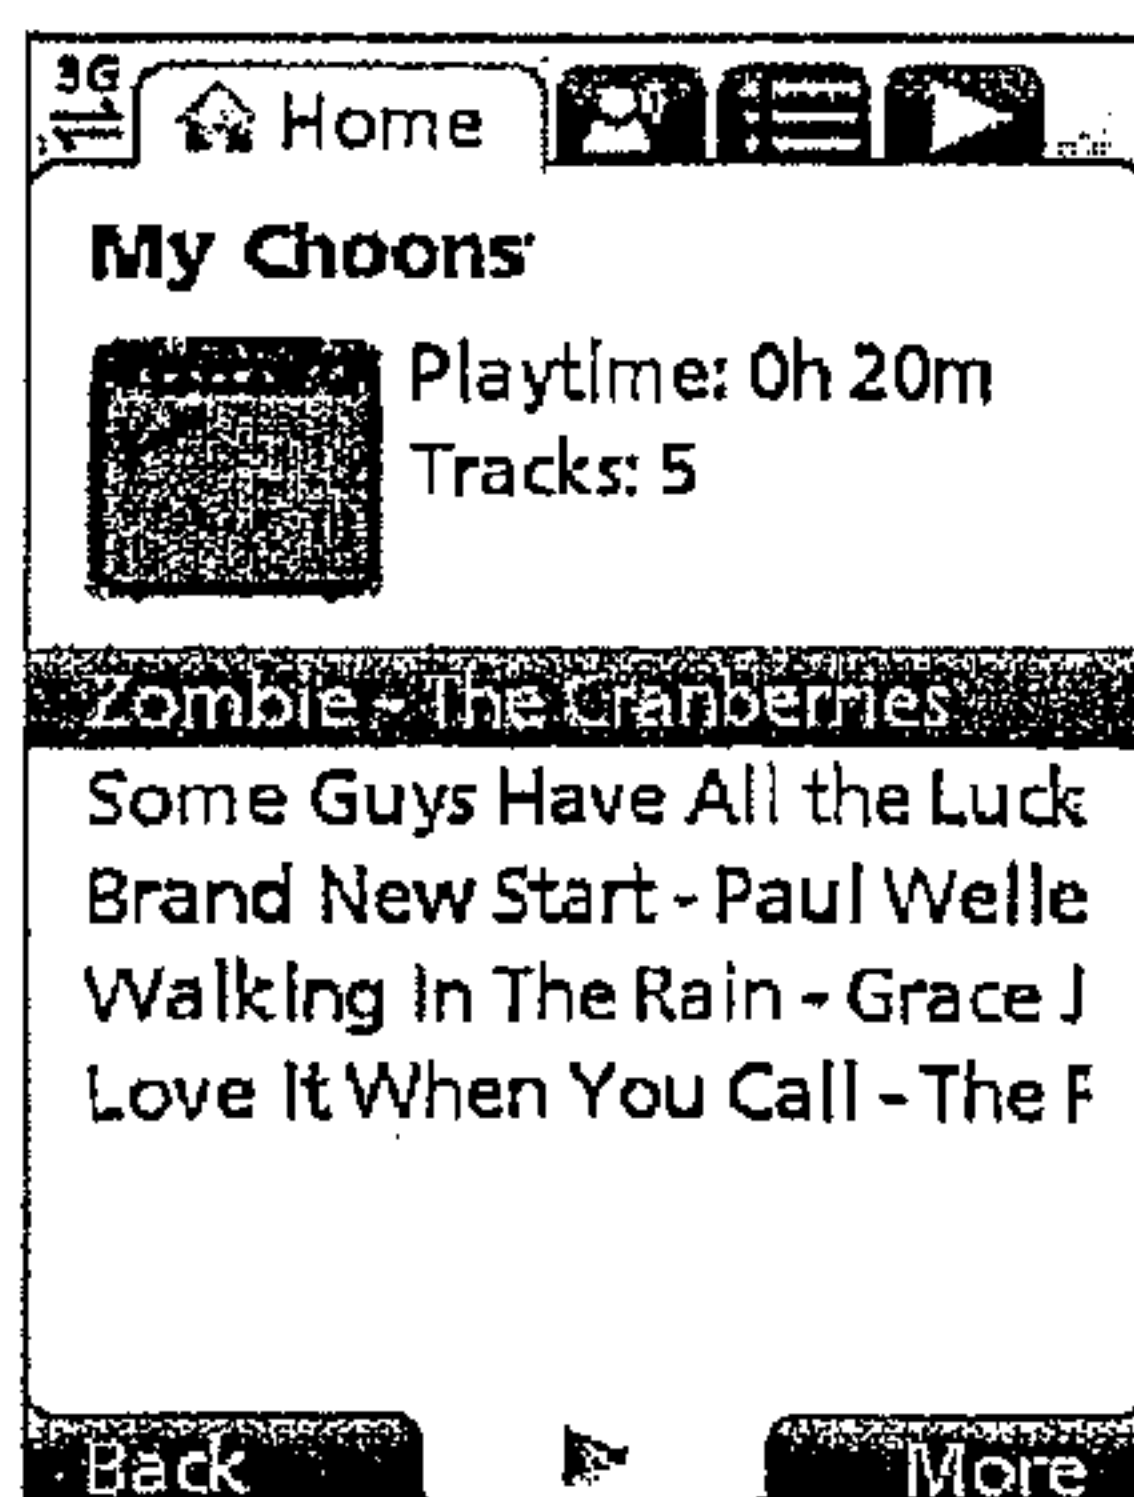 3G
Home
My Choons
Playtime: 0h 20m
Tracks: 5
Zombie - The Cranberries
Some Guys Have All the Luck
Brand New Start - Paul Welle
Walking In The Rain - Grace J
Love It When You Call - The F
Back
More